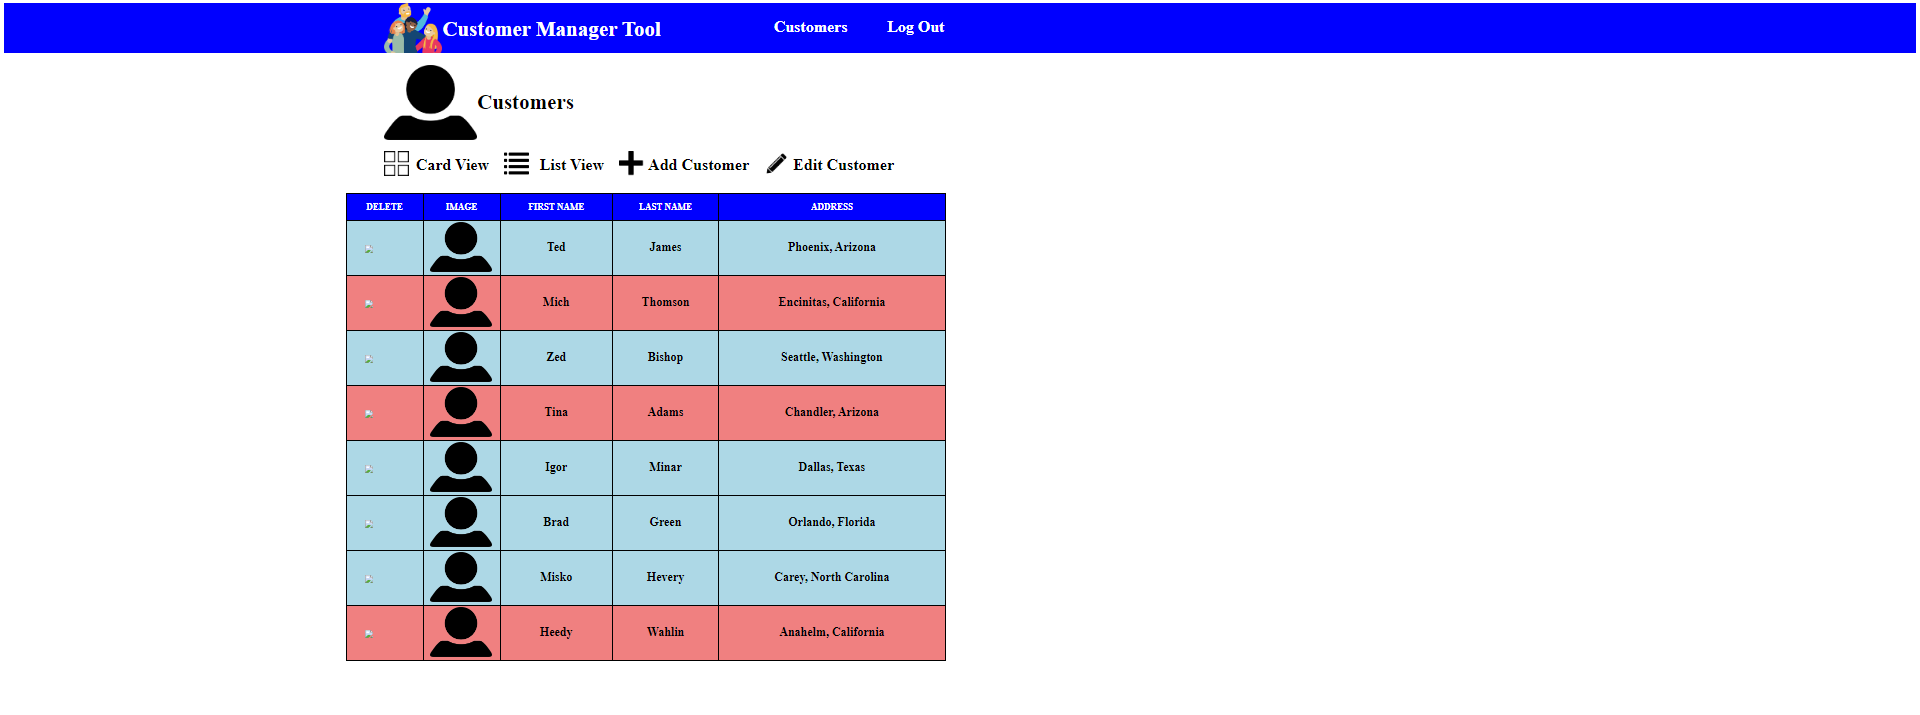 Customer Manager Tool Customers Log Out
Customers
Card View List View Add Customer Edit Customer
DELETE IMAGE FIRST NAME LAST NAME ADDRESS
Ted James Phoenix, Arizona
Mich Thomson Encinitas, California
Zed Bishop Seattle, Washington
Tina Adams Chandler, Arizona
Igor Minar Dallas, Texas
Brad Green Orlando, Florida
Misko Hevery Carey, North Carolina
Heedy Wahlin Anahelm, California